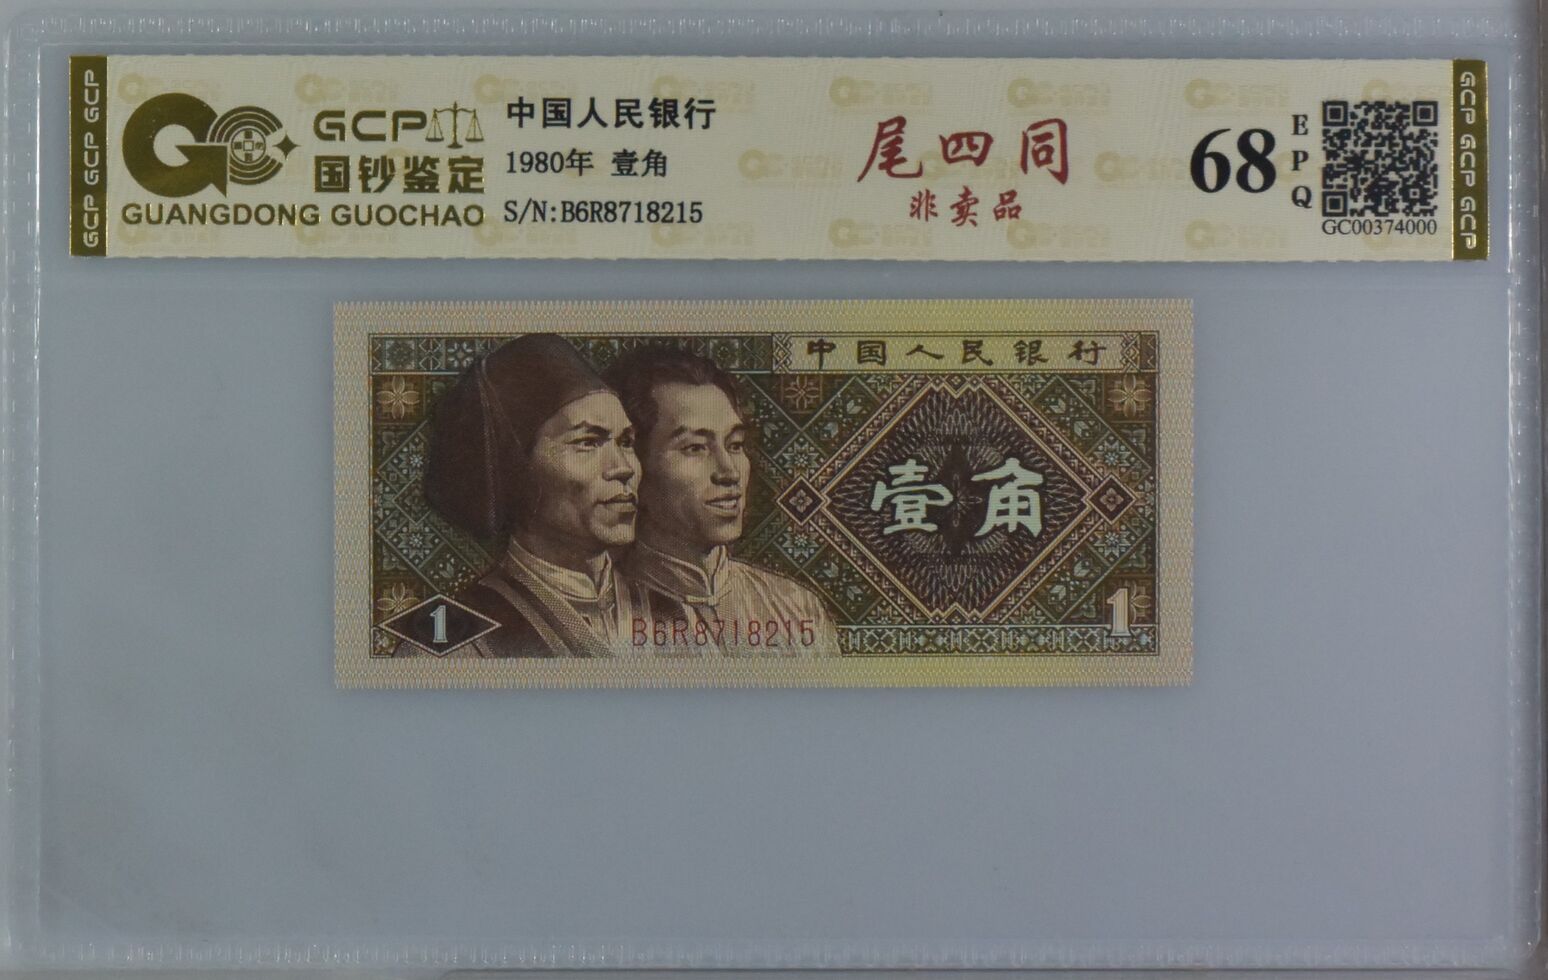 GCP GCP GCP
GCP
国钞鉴定
GUANGDONG GUOCHAO
中国人民银行
1980年 壹角
S/N:B6R8718215
尾四同
非卖品
68
EPQ
GC00374000
GCP GCP GCP
中国人民银行
壹角
1
B6R8718215
1